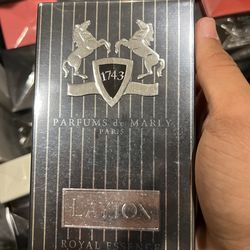 1743
PARFUMS de MARLY
PARIS
LAYTON
ROYAL ESSENCE